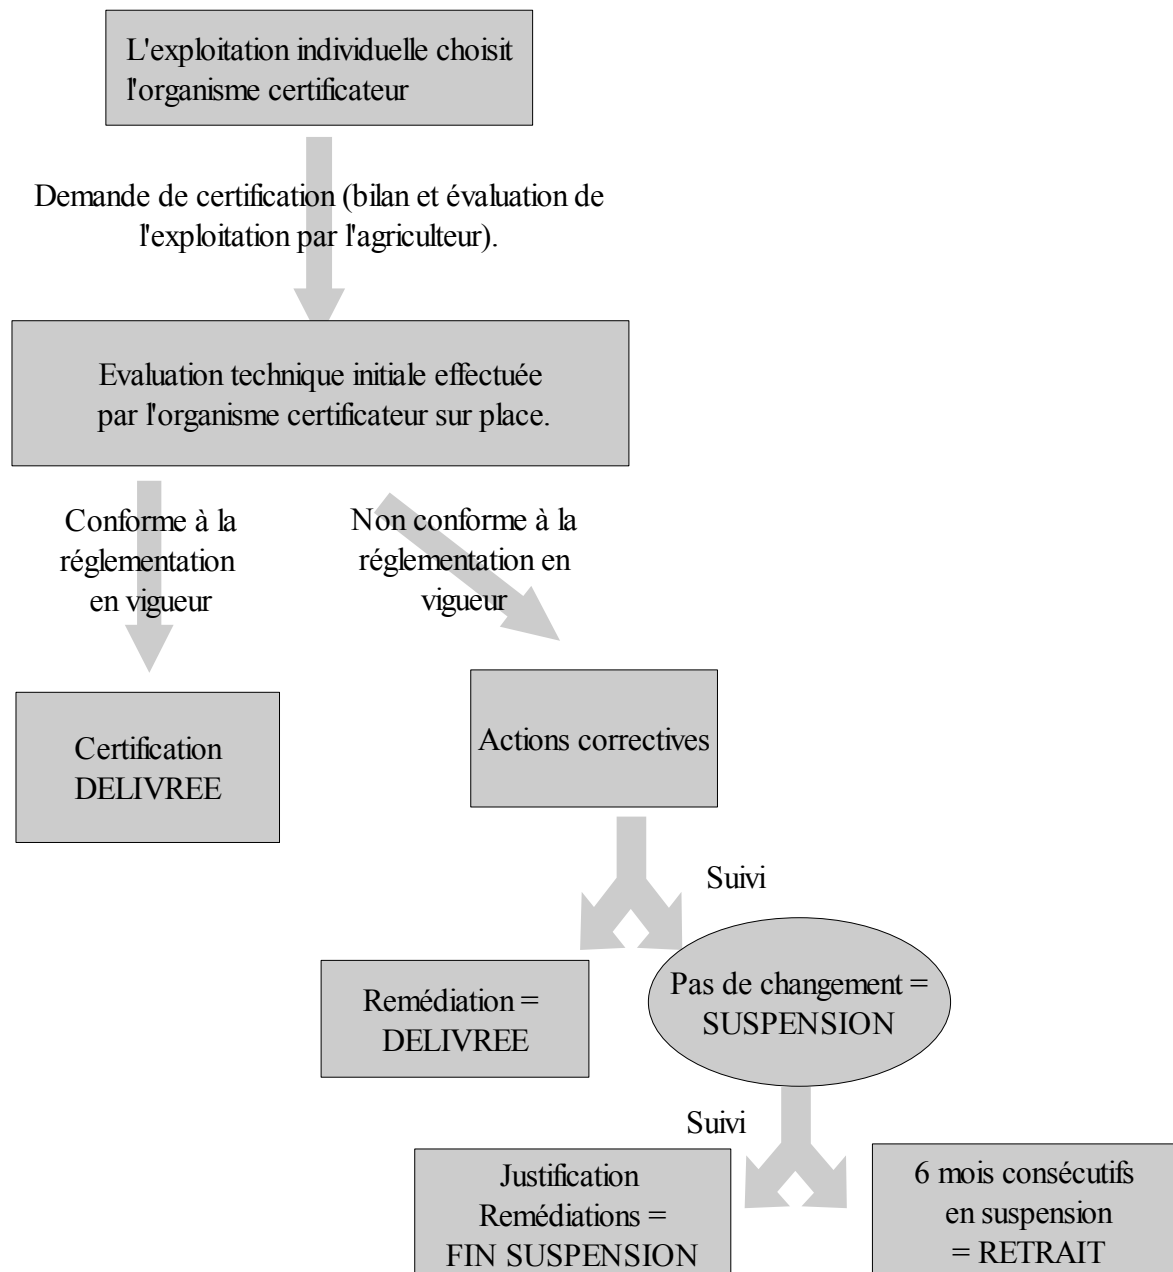 L'exploitation individuelle choisit
l'organisme certificateur
Demande de certification (bilan et évaluation de
l'exploitation par l'agriculteur).
Evaluation technique initiale effectuée
par l'organisme certificateur sur place.
Conforme à la
réglementation
en vigueur
Non conforme à la
réglementation en
vigueur
Certification
DELIVREE
Actions correctives
Suivi
Remédiation =
DELIVREE
Pas de changement =
SUSPENSION
Suivi
Justification
Remédiations =
FIN SUSPENSION
6 mois consécutifs
en suspension
= RETRAIT